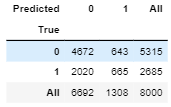 Predicted 0 1 All
True
0 4672 643 5315
1 2020 665 2685
All 6692 1308 8000